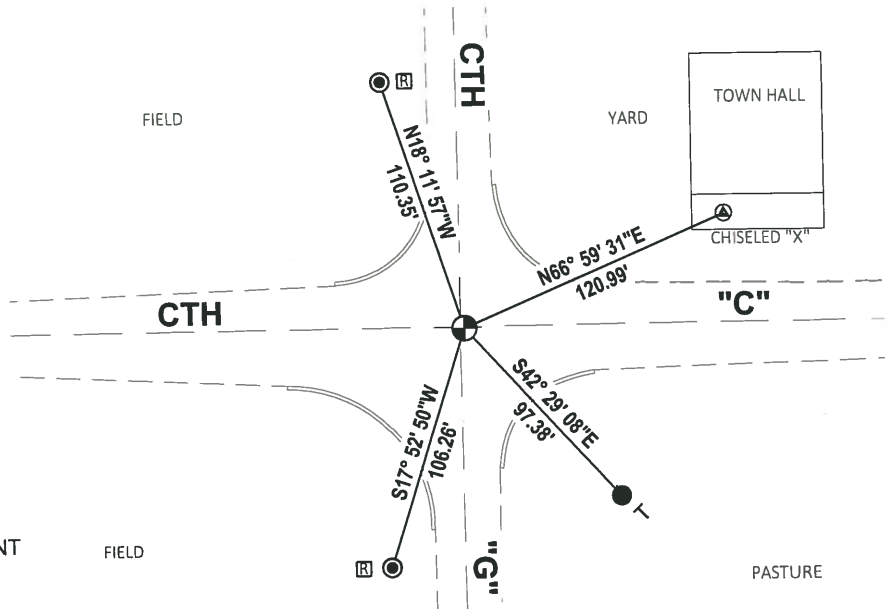 CTH
R
TOWN HALL
FIELD
YARD
N18° 11' 57"W
110.35'
CHISELED "X"
N66° 59' 31"E
120.99'
CTH
"C"
S42° 29' 08"E
97.38'
S17° 52' 50"W
106.26'
T
NT
FIELD
R
"G"
PASTURE